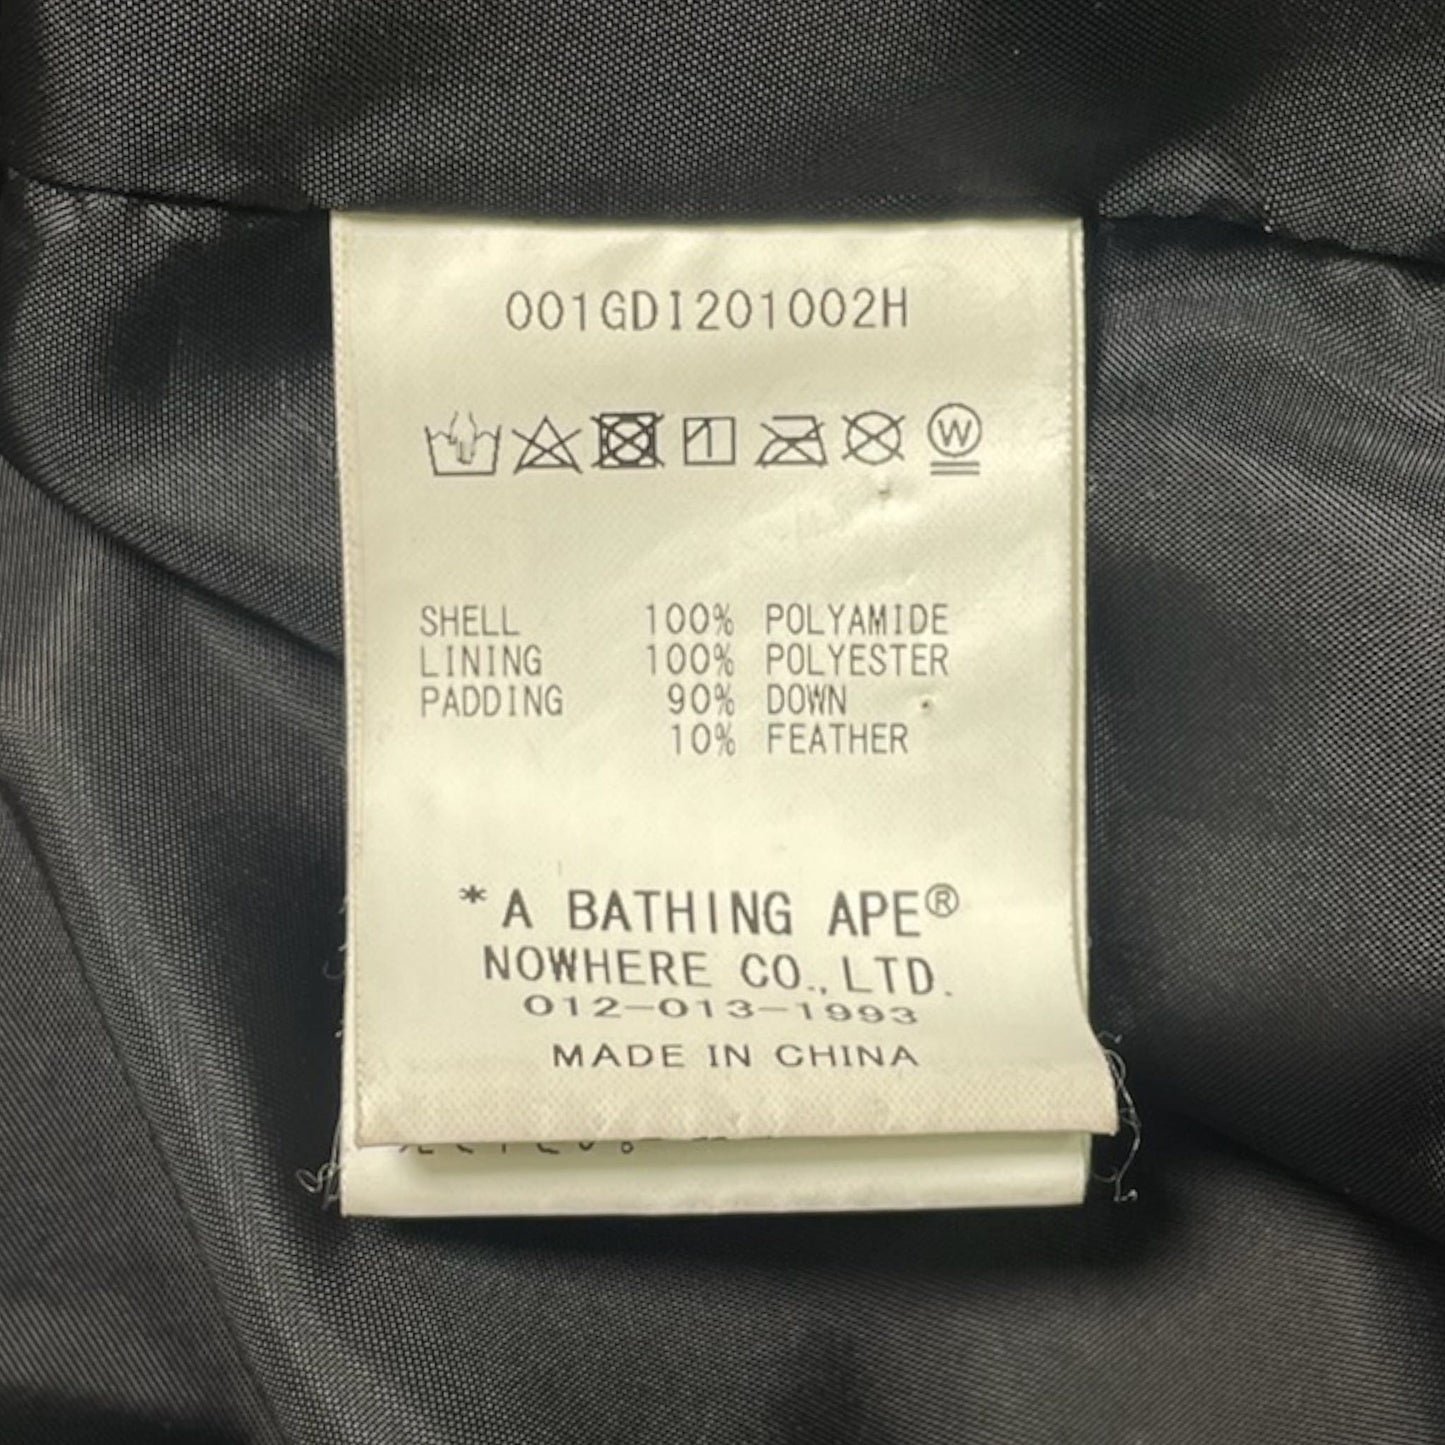 001GDI201002H
W
SHELL 100% POLYAMIDE
LINING 100% POLYESTER
PADDING 90% DOWN
10% FEATHER
*A BATHING APE®
NOWHERE CO.,LTD.
012-013-1993
MADE IN CHINA